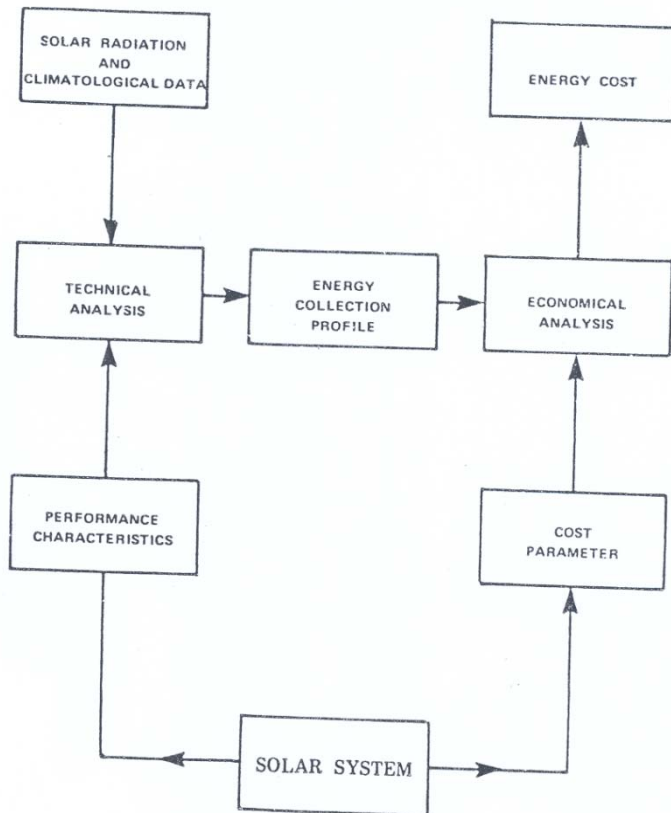 SOLAR RADIATION
AND
CLIMATOLOGICAL DATA
ENERGY COST
TECHNICAL
ANALYSIS
ENERGY
COLLECTION
PROFILE
ECONOMICAL
ANALYSIS
PERFORMANCE
CHARACTERISTICS
COST
PARAMETER
SOLAR SYSTEM